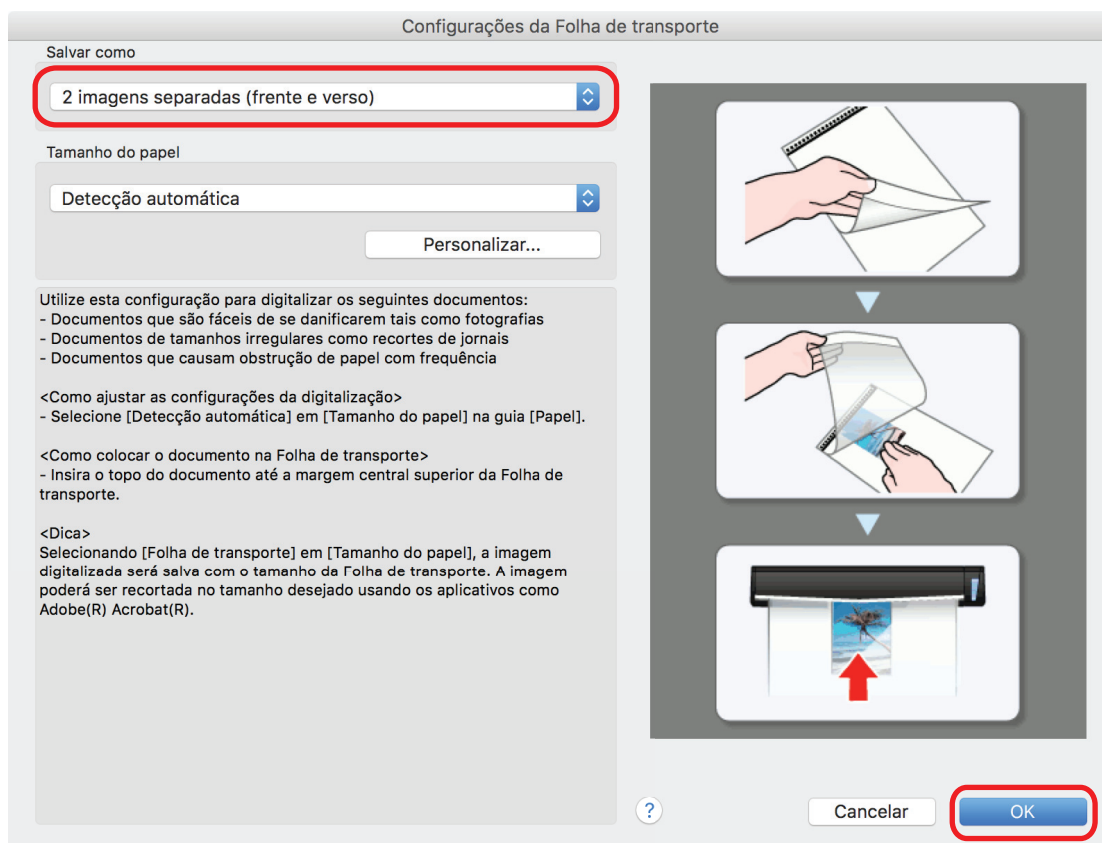 Configurações da Folha de transporte
Salvar como
2 imagens separadas (frente e verso)
Tamanho do papel
Detecção automática
Personalizar...
Utilize esta configuração para digitalizar os seguintes documentos:
- Documentos que são fáceis de se danificarem tais como fotografias
- Documentos de tamanhos irregulares como recortes de jornais
- Documentos que causam obstrução de papel com frequência
<Como ajustar as configurações da digitalização>
- Selecione [Detecção automática] em [Tamanho do papel] na guia [Papel].
<Como colocar o documento na Folha de transporte>
- Insira o topo do documento até a margem central superior da Folha de
transporte.
<Dica>
Selecionando [Folha de transporte] em [Tamanho do papel], a imagem
digitalizada será salva com o tamanho da Folha de transporte. A imagem
poderá ser recortada no tamanho desejado usando os aplicativos como
Adobe(R) Acrobat(R).
?
Cancelar
OK